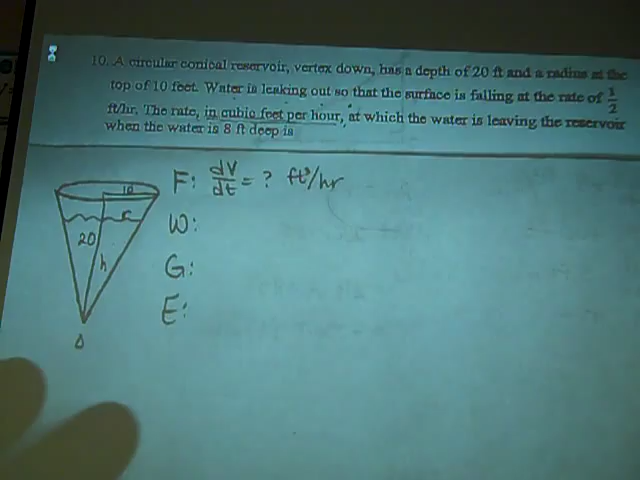 10. A circular conical reservoir, vertex down, has a depth of 20 ft and a radius at the
top of 10 feet. Water is leaking out so that the surface is falling at the rate of 1/2
ft/hr. The rate, in cubic feet per hour, at which the water is leaving the reservoir
when the water is 8 ft deep is
F: dV/dt = ? ft³/hr
10
r
W:
20
h
G:
E: